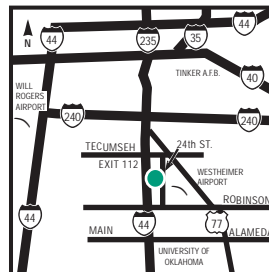 44
N
44
235
35
TINKER A.F.B.
40
WILL
ROGERS
AIRPORT
240
240
24th ST.
TECUMSEH
EXIT 112
WESTHEIMER
AIRPORT
ROBINSON
44
44
77
MAIN
ALAMEDA
UNIVERSITY OF
OKLAHOMA